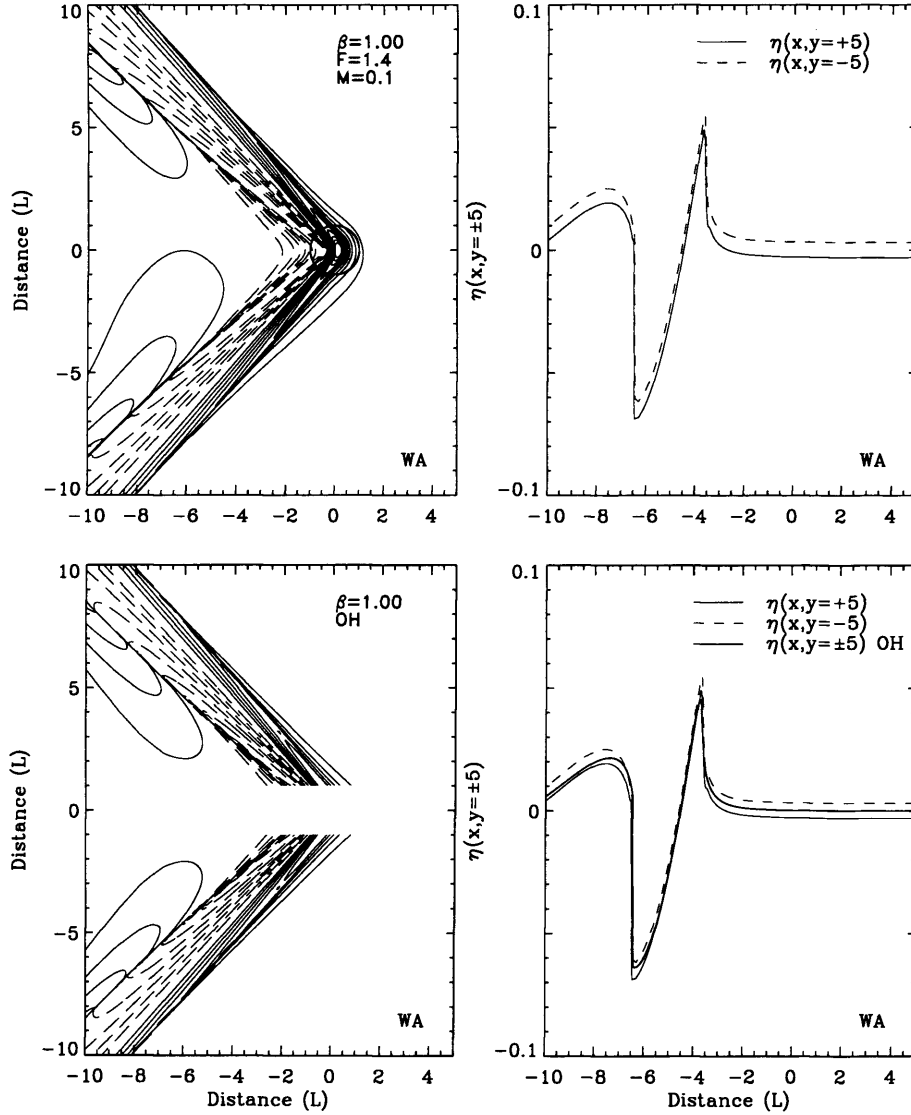 10
5
0
-5
-10
Distance (L)
β=1.00
F=1.4
M=0.1
WA
-10 -8 -6 -4 -2 0 2 4
0.1
0
-0.1
η(x,y=±5)
η(x,y=+5)
η(x,y=-5)
WA
-10 -8 -6 -4 -2 0 2 4
10
5
0
-5
-10
Distance (L)
β=1.00
OH
WA
-10 -8 -6 -4 -2 0 2 4
Distance (L)
0.1
0
-0.1
η(x,y=±5)
η(x,y=+5)
η(x,y=-5)
η(x,y=±5) OH
WA
-10 -8 -6 -4 -2 0 2 4
Distance (L)